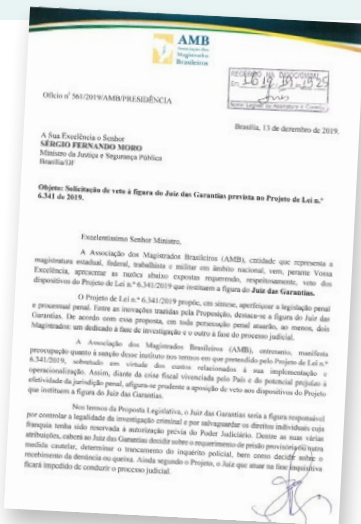 AMB
Associação dos
Magistrados
Brasileiros
Ofício nº 561/2019/AMB/PRESIDÊNCIA
Brasília, 13 de dezembro de 2019.
A Sua Excelência o Senhor
SÉRGIO FERNANDO MORO
Ministro da Justiça e Segurança Pública
Brasília/DF
Objeto: Solicitação de veto à figura do Juiz das Garantias prevista no Projeto de Lei n.º
6.341 de 2019.
Excelentíssimo Senhor Ministro,
A Associação dos Magistrados Brasileiros (AMB), entidade que representa a
magistratura estadual, federal, trabalhista e militar em âmbito nacional, vem, perante Vossa
Excelência, apresentar as razões abaixo expostas requerendo, respeitosamente, veto dos
dispositivos do Projeto de Lei n.º 6.341/2019 que instituem a figura do Juiz das Garantias.
O Projeto de Lei n.º 6.341/2019 propõe, em síntese, aperfeiçoar a legislação penal
e processual penal. Entre as inovações trazidas pela Proposição, destaca-se a figura do Juiz das
Garantias. De acordo com essa proposta, em toda persecução penal atuarão, ao menos, dois
Magistrados: um dedicado à fase de investigação e o outro à fase do processo judicial.
A Associação dos Magistrados Brasileiros (AMB), entretanto, manifesta
preocupação quanto à sanção desse instituto nos termos em que pretendido pelo Projeto de Lei n.º
6.341/2019, sobretudo em virtude dos custos relacionados à sua implementação e
operacionalização. Assim, diante da crise fiscal vivenciada pelo País e do potencial prejuízo à
efetividade da jurisdição penal, afigura-se prudente a aposição de veto aos dispositivos do Projeto
que instituem a figura do Juiz das Garantias.
Nos termos da Proposta Legislativa, o Juiz das Garantias seria a figura responsável
por controlar a legalidade da investigação criminal e por salvaguardar os direitos individuais cuja
franquia tenha sido reservada à autorização prévia do Poder Judiciário. Dentre as suas várias
atribuições, caberá ao Juiz das Garantias decidir sobre o requerimento de prisão provisória ou outra
medida cautelar, determinar o trancamento do inquérito policial, bem como decidir sobre o
recebimento da denúncia ou queixa. Ainda segundo o Projeto, o Juiz que atuar na fase inquisitiva
ficará impedido de conduzir o processo judicial.